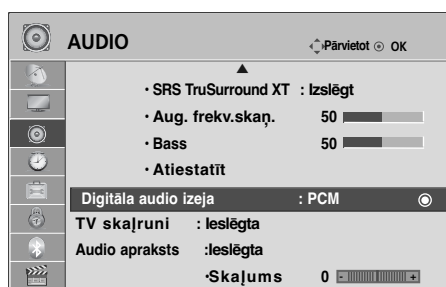 AUDIO
Pārvietot OK
▲
• SRS TruSurround XT : Izslēgt
• Aug. frekv.skaņ. 50
• Bass 50
• Atiestatīt
Digitāla audio izeja : PCM
TV skaļruni : Ieslēgta
Audio apraksts :Ieslēgta
•Skaļums 0 - +